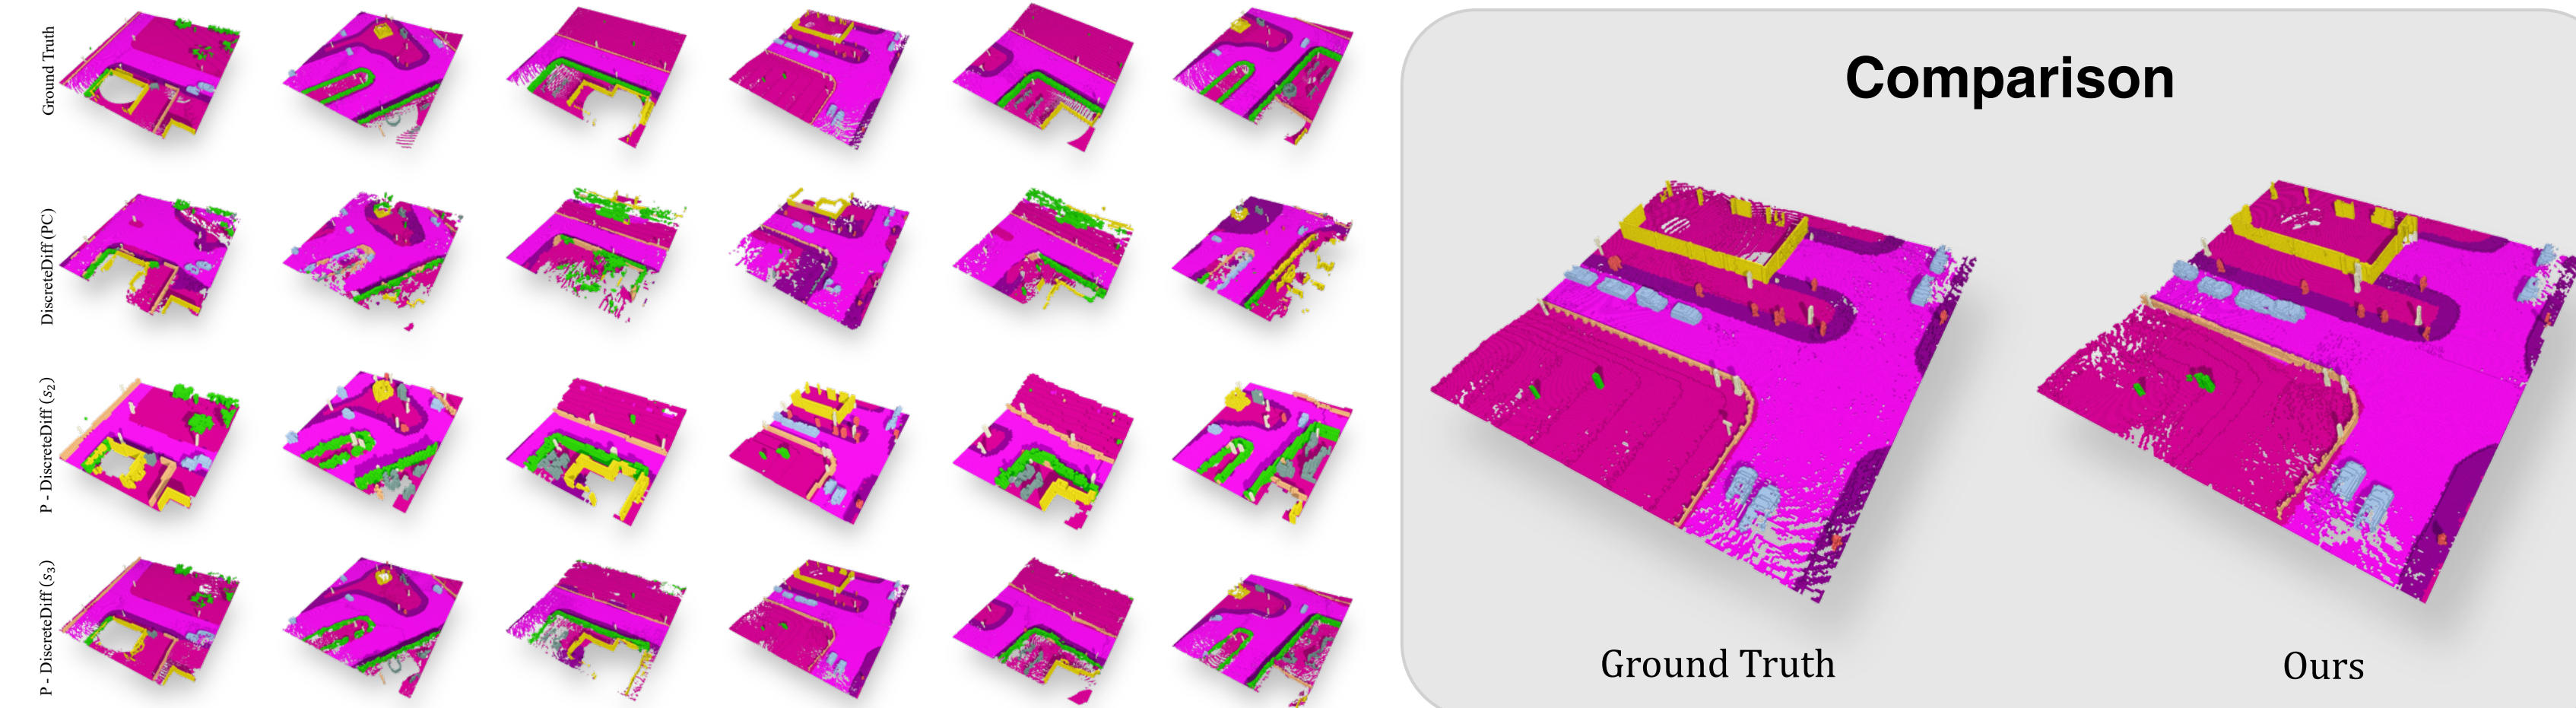 Ground Truth
DiscreteDiff (PC)
P - DiscreteDiff (s₂)
P - DiscreteDiff (s₃)
Comparison
Ground Truth
Ours